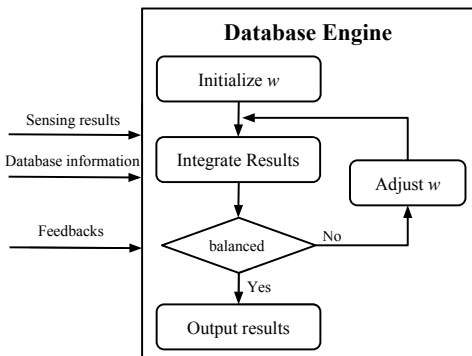 Database Engine
Initialize w
Sensing results
Integrate Results
Database information
Adjust w
Feedbacks
balanced
No
Yes
Output results